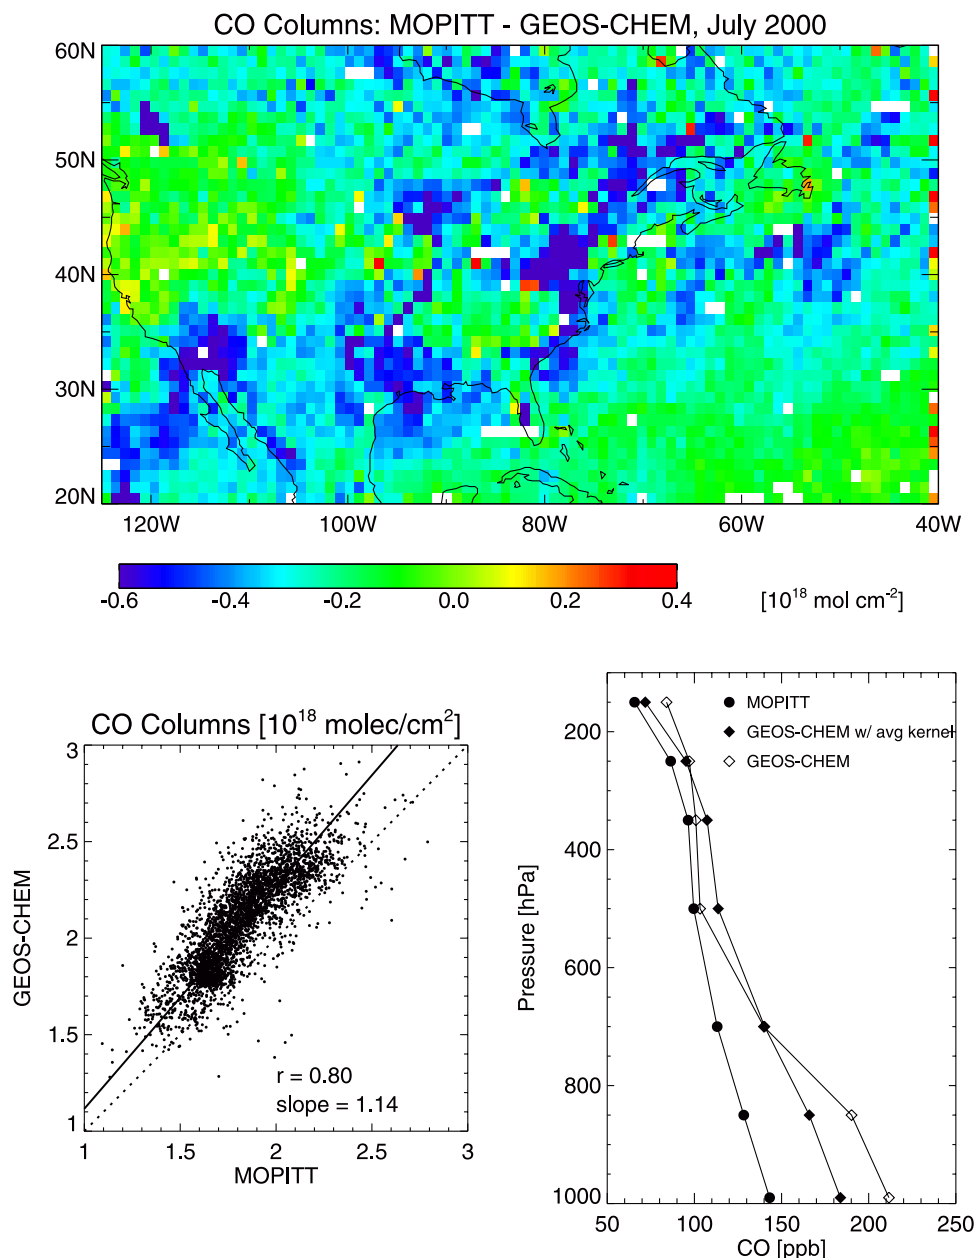 CO Columns: MOPITT - GEOS-CHEM, July 2000
60N
50N
40N
30N
20N
120W 100W 80W 60W 40W
-0.6 -0.4 -0.2 0.0 0.2 0.4 [10¹⁸ mol cm⁻²]
CO Columns [10¹⁸ molec/cm²]
3
2.5
2
1.5
1
GEOS-CHEM
r = 0.80
slope = 1.14
1 1.5 2 2.5 3
MOPITT
MOPITT
GEOS-CHEM w/ avg kernel
GEOS-CHEM
200
400
600
800
1000
Pressure [hPa]
50 100 150 200 250
CO [ppb]